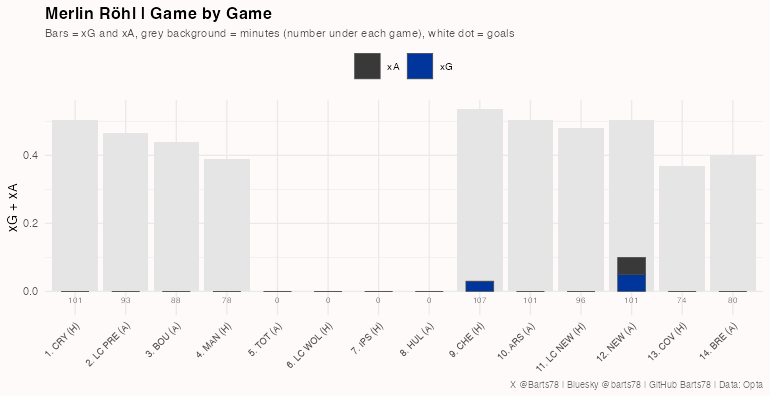 Merlin Röhl | Game by Game
Bars = xG and xA, grey background = minutes (number under each game), white dot = goals
xA xG
xG + xA
0.4
0.2
0.0
101 93 88 78 0 0 0 0 107 101 96 101 74 80
1. CRY (H)
2. LC PRE (A)
3. BOU (A)
4. MAN (H)
5. TOT (A)
6. LC WOL (H)
7. IPS (H)
8. HUL (A)
9. CHE (H)
10. ARS (A)
11. LC NEW (H)
12. NEW (A)
13. COV (H)
14. BRE (A)
X @Barts78 | Bluesky @barts78 | GitHub Barts78 | Data: Opta